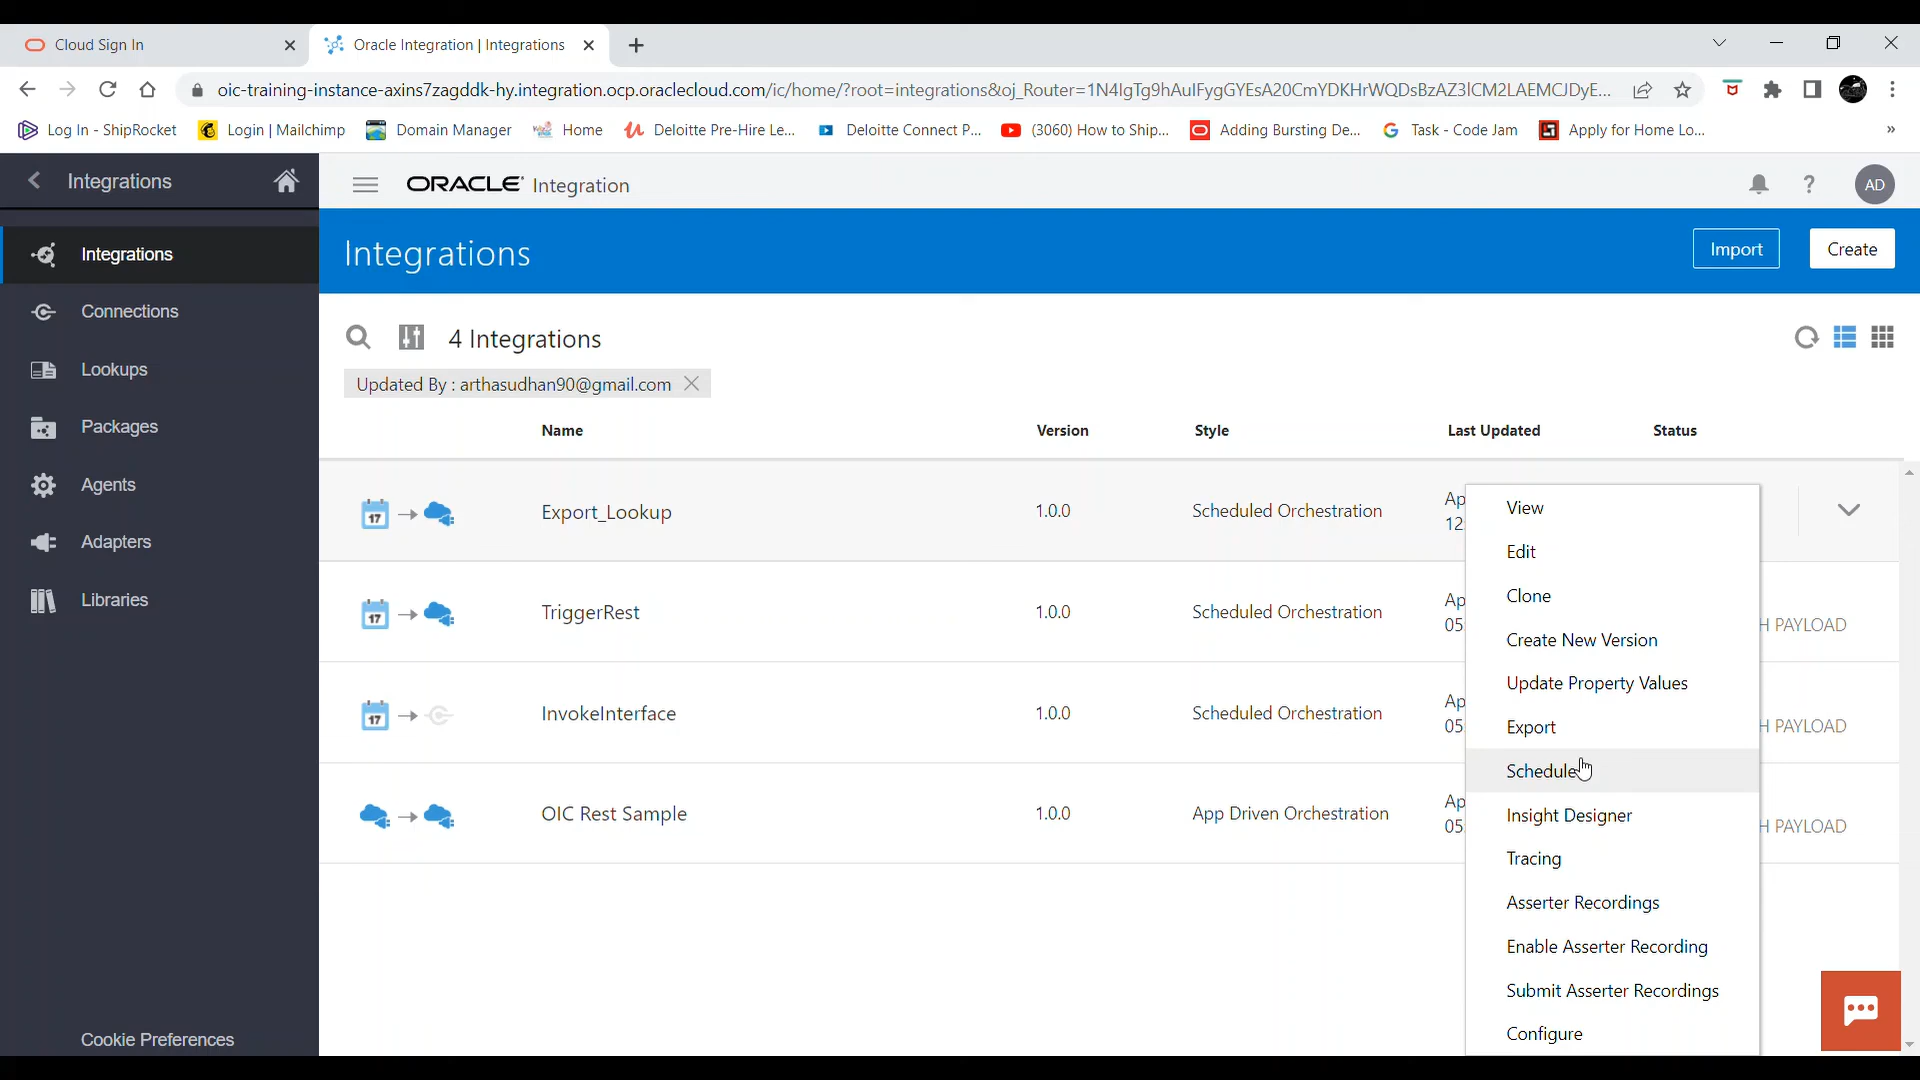 Cloud Sign In
Oracle Integration | Integrations
oic-training-instance-axins7zagddk-hy.integration.ocp.oraclecloud.com/ic/home/?root=integrations&oj_Router=1N4IgTg9hAuIFygGYEsA20CmYDKHrWQDsBzAZ3ICM2LAEMCJDyE...
Log In - ShipRocket
Login | Mailchimp
Domain Manager
Home
Deloitte Pre-Hire Le...
Deloitte Connect P...
(3060) How to Ship...
Adding Bursting De...
Task - Code Jam
Apply for Home Lo...
»
Integrations
ORACLE Integration
?
AD
Integrations
Connections
Lookups
Packages
Agents
Adapters
Libraries
Cookie Preferences
Integrations
Import
Create
4 Integrations
Updated By : arthasudhan90@gmail.com
Name Version Style Last Updated Status
17 Export_Lookup 1.0.0 Scheduled Orchestration Ap
12
17 TriggerRest 1.0.0 Scheduled Orchestration Ap
05 H PAYLOAD
17 InvokeInterface 1.0.0 Scheduled Orchestration Ap
05 H PAYLOAD
OIC Rest Sample 1.0.0 App Driven Orchestration Ap
05 H PAYLOAD
View
Edit
Clone
Create New Version
Update Property Values
Export
Schedule
Insight Designer
Tracing
Asserter Recordings
Enable Asserter Recording
Submit Asserter Recordings
Configure